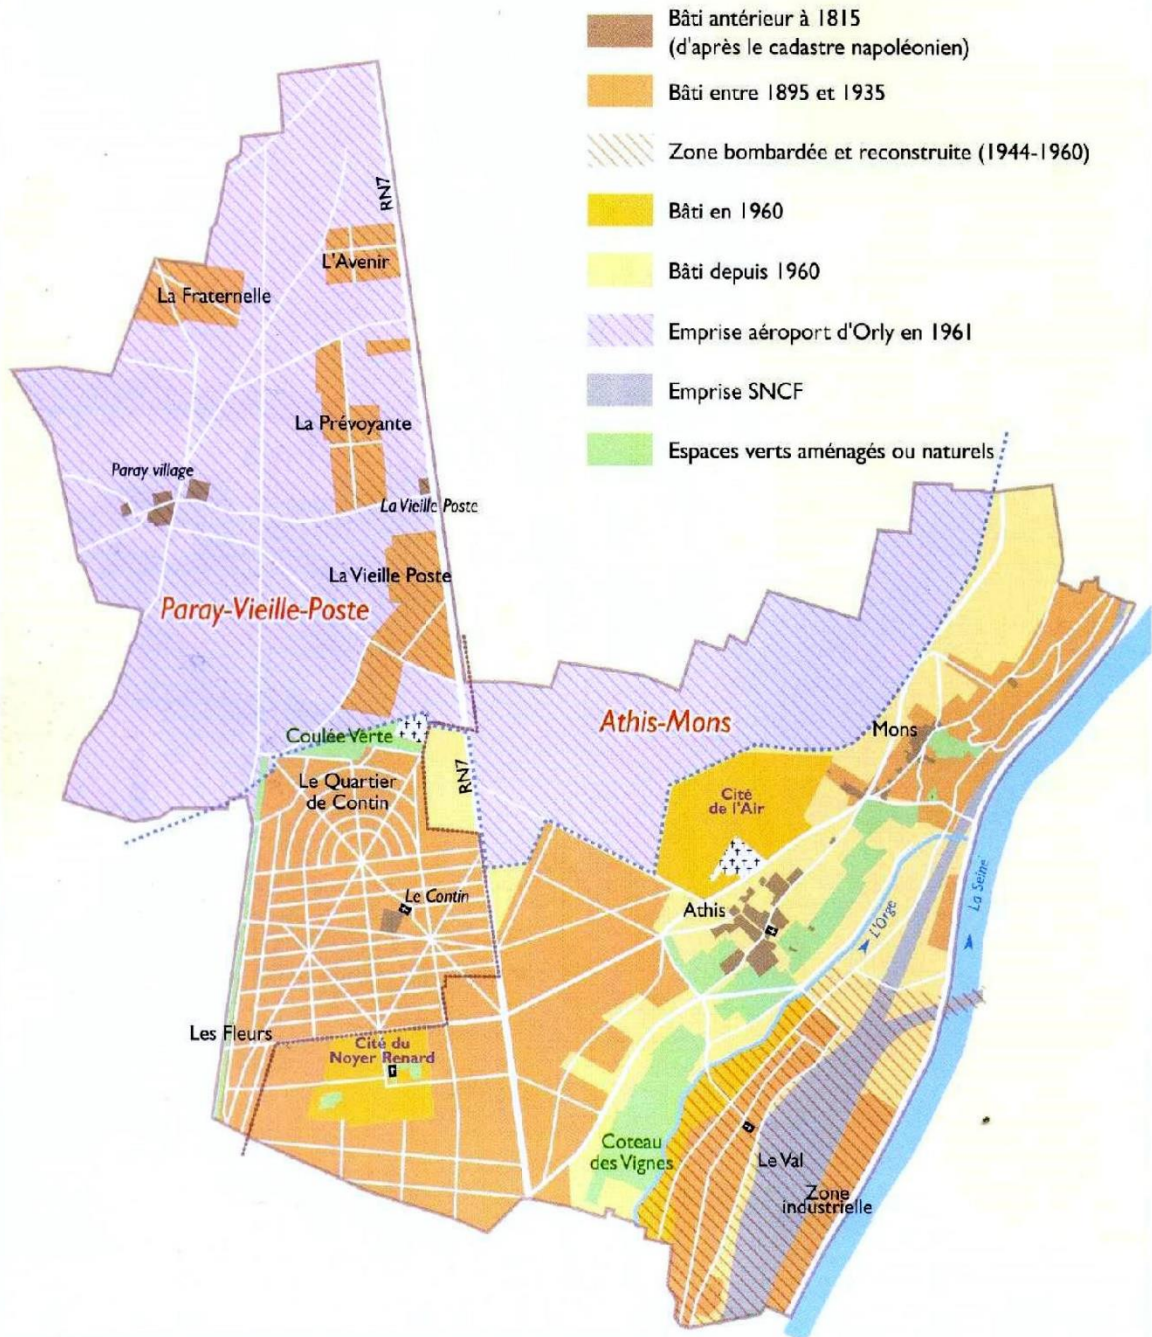 Bâti antérieur à 1815
(d'après le cadastre napoléonien)
Bâti entre 1895 et 1935
Zone bombardée et reconstruite (1944-1960)
Bâti en 1960
Bâti depuis 1960
Emprise aéroport d'Orly en 1961
Emprise SNCF
Espaces verts aménagés ou naturels
RN7
L'Avenir
La Fraternelle
La Prévoyante
Paray village
La Vieille Poste
La Vieille Poste
Paray-Vieille-Poste
Athis-Mons
Mons
Coulée Verte
RN7
Le Quartier
de Contin
Cité
de l'Air
Le Contin
Athis
La Seine
L'Orge
Les Fleurs
Cité du
Noyer Renard
Coteau
des Vignes
Le Val
Zone
industrielle